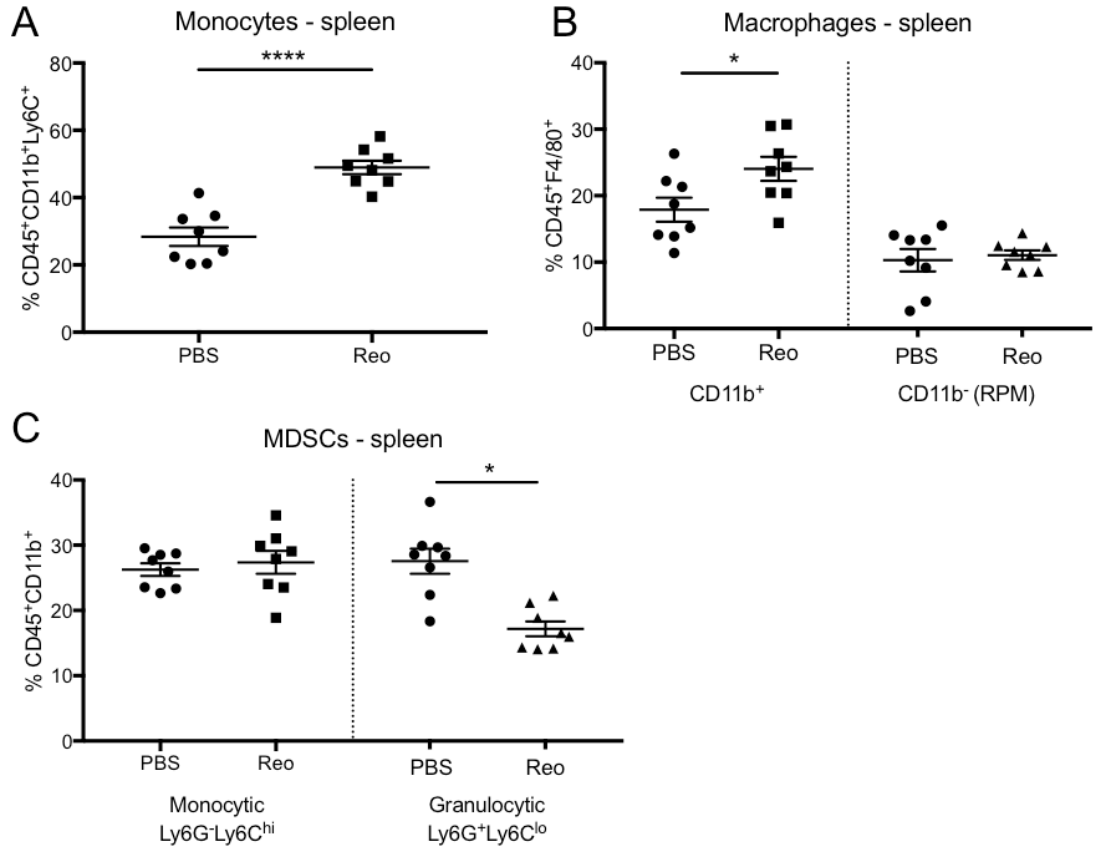 A
Monocytes - spleen
****
% CD45⁺CD11b⁺Ly6C⁺
80
60
40
20
0
PBS
Reo
B
Macrophages - spleen
*
% CD45⁺F4/80⁺
40
30
20
10
0
PBS
Reo
PBS
Reo
CD11b⁺
CD11b⁻ (RPM)
C
MDSCs - spleen
*
% CD45⁺CD11b⁺
40
30
20
10
0
PBS
Reo
PBS
Reo
Monocytic
Ly6G⁻Ly6Cʰⁱ
Granulocytic
Ly6G⁺Ly6Cˡᵒ